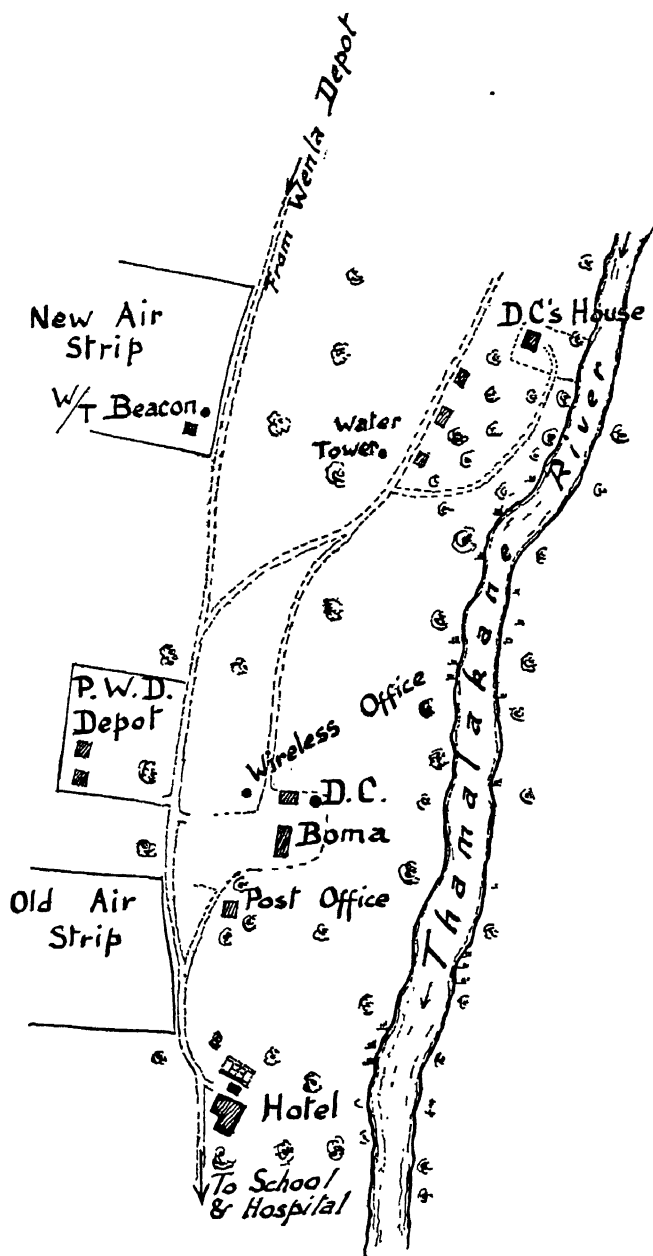 From Wenla Depot
New Air
Strip
W/T Beacon
D.C's House
Water
Tower
Thamalakane River
P.W.D.
Depot
Wireless Office
D.C.
Boma
Old Air
Strip
Post Office
Hotel
To School
& Hospital